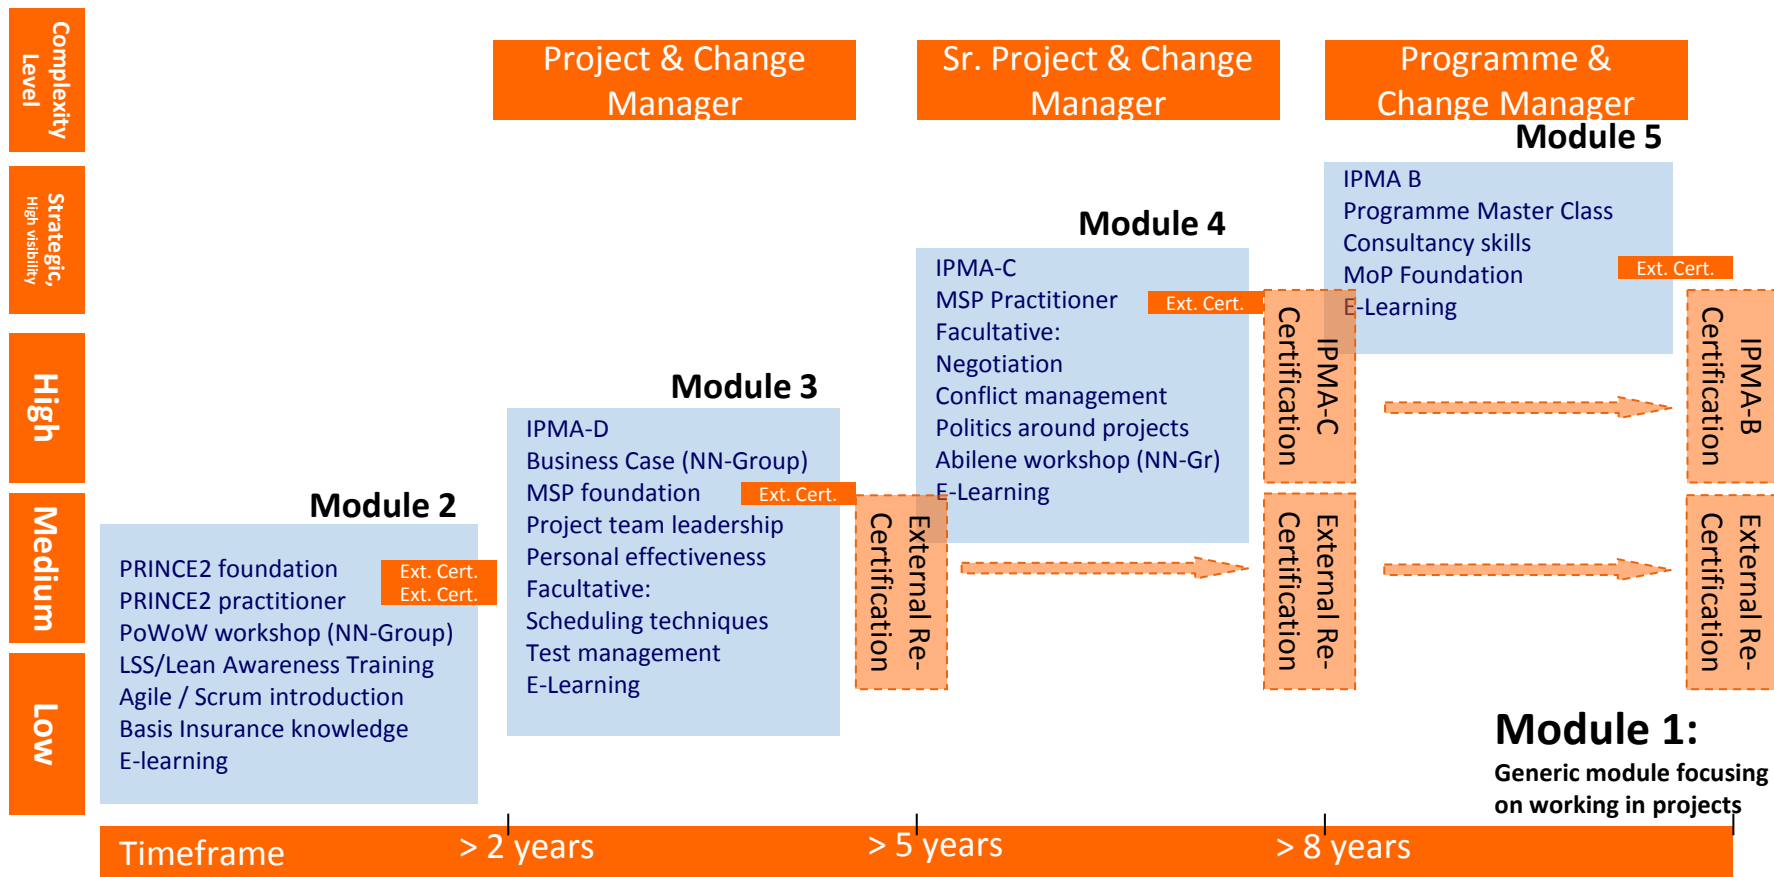 Complexity
Level
Strategic,
High visibility
High
Medium
Low
Project & Change
Manager
Sr. Project & Change
Manager
Programme &
Change Manager
Module 2
PRINCE2 foundation
PRINCE2 practitioner
PoWoW workshop (NN-Group)
LSS/Lean Awareness Training
Agile / Scrum introduction
Basis Insurance knowledge
E-learning
Ext. Cert.
Ext. Cert.
Module 3
IPMA-D
Business Case (NN-Group)
MSP foundation
Project team leadership
Personal effectiveness
Facultative:
Scheduling techniques
Test management
E-Learning
Ext. Cert.
External Re-
Certification
Module 4
IPMA-C
MSP Practitioner
Facultative:
Negotiation
Conflict management
Politics around projects
Abilene workshop (NN-Gr)
E-Learning
Ext. Cert.
IPMA-C
Certification
External Re-
Certification
Module 5
IPMA B
Programme Master Class
Consultancy skills
MoP Foundation
E-Learning
Ext. Cert.
IPMA-B
Certification
External Re-
Certification
Module 1:
Generic module focusing
on working in projects
Timeframe
> 2 years
> 5 years
> 8 years